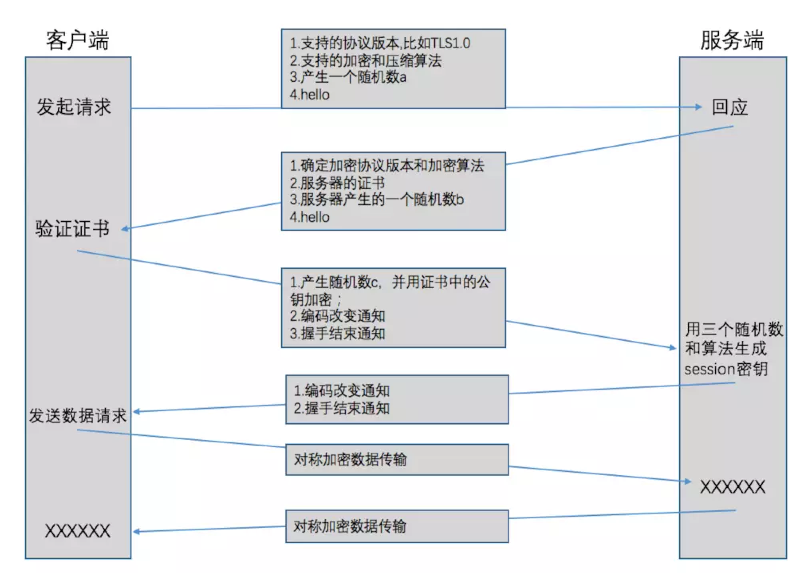 客户端
服务端
1.支持的协议版本,比如TLS1.0
2.支持的加密和压缩算法
3.产生一个随机数a
4.hello
发起请求
回应
1.确定加密协议版本和加密算法
2.服务器的证书
3.服务器产生的一个随机数b
4.hello
验证证书
1.产生随机数c，并用证书中的公
钥加密；
2.编码改变通知
3.握手结束通知
用三个随机数
和算法生成
session密钥
1.编码改变通知
2.握手结束通知
发送数据请求
对称加密数据传输
XXXXXX
对称加密数据传输
XXXXXX